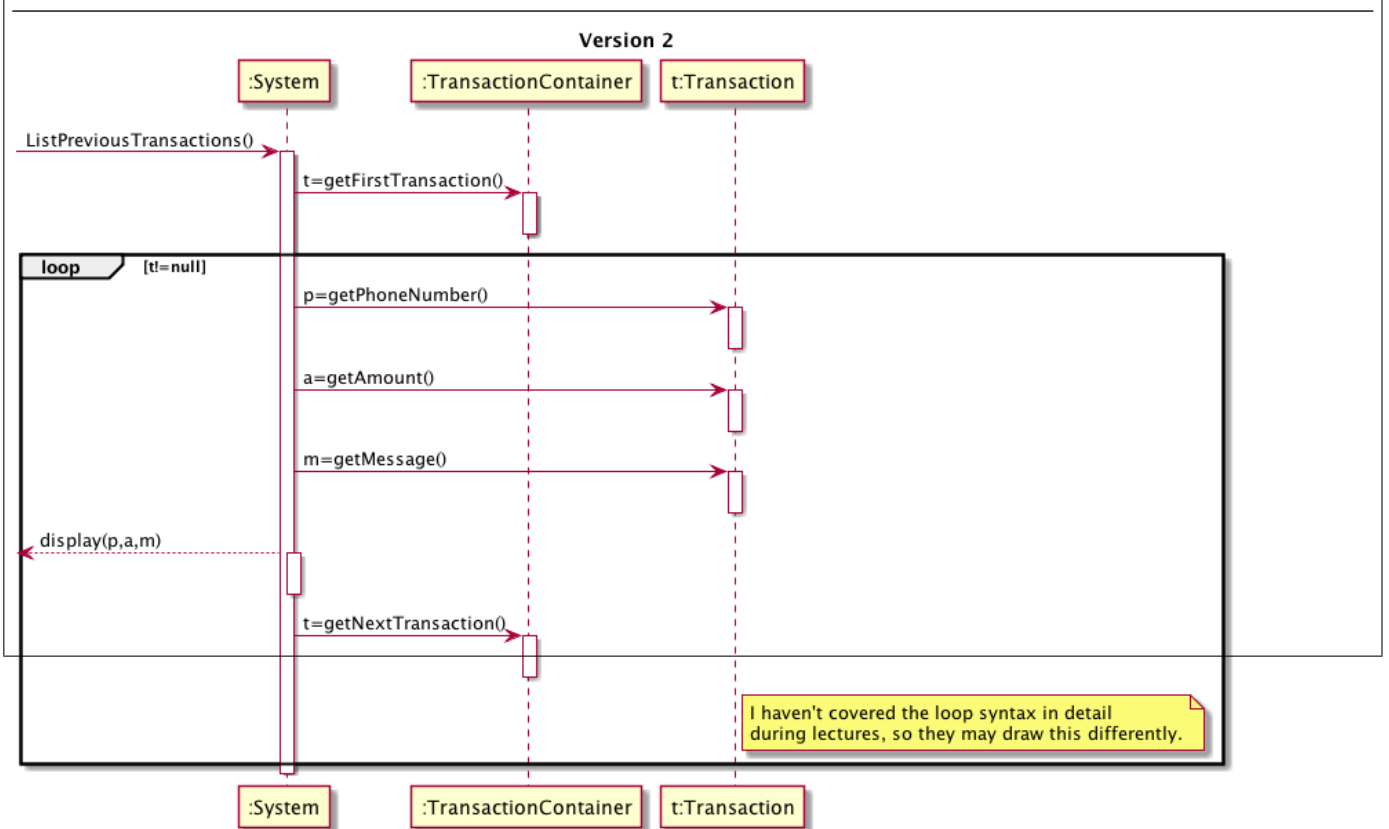 Version 2
:System
:TransactionContainer
t:Transaction
ListPreviousTransactions()
t=getFirstTransaction()
loop
[t!=null]
p=getPhoneNumber()
a=getAmount()
m=getMessage()
display(p,a,m)
t=getNextTransaction()
I haven't covered the loop syntax in detail
during lectures, so they may draw this differently.
:System
:TransactionContainer
t:Transaction